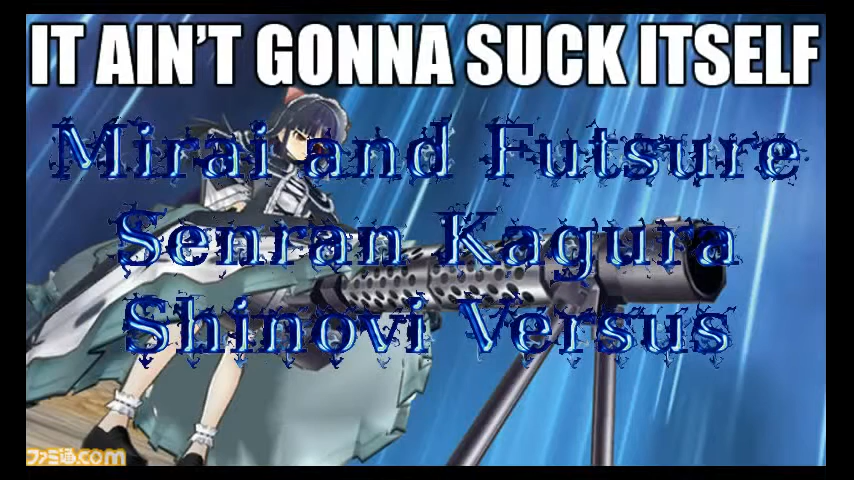 IT AIN'T GONNA SUCK ITSELF
Mirai and Futsure
Senran Kagura
Shinovi Versus
ファミ通.com